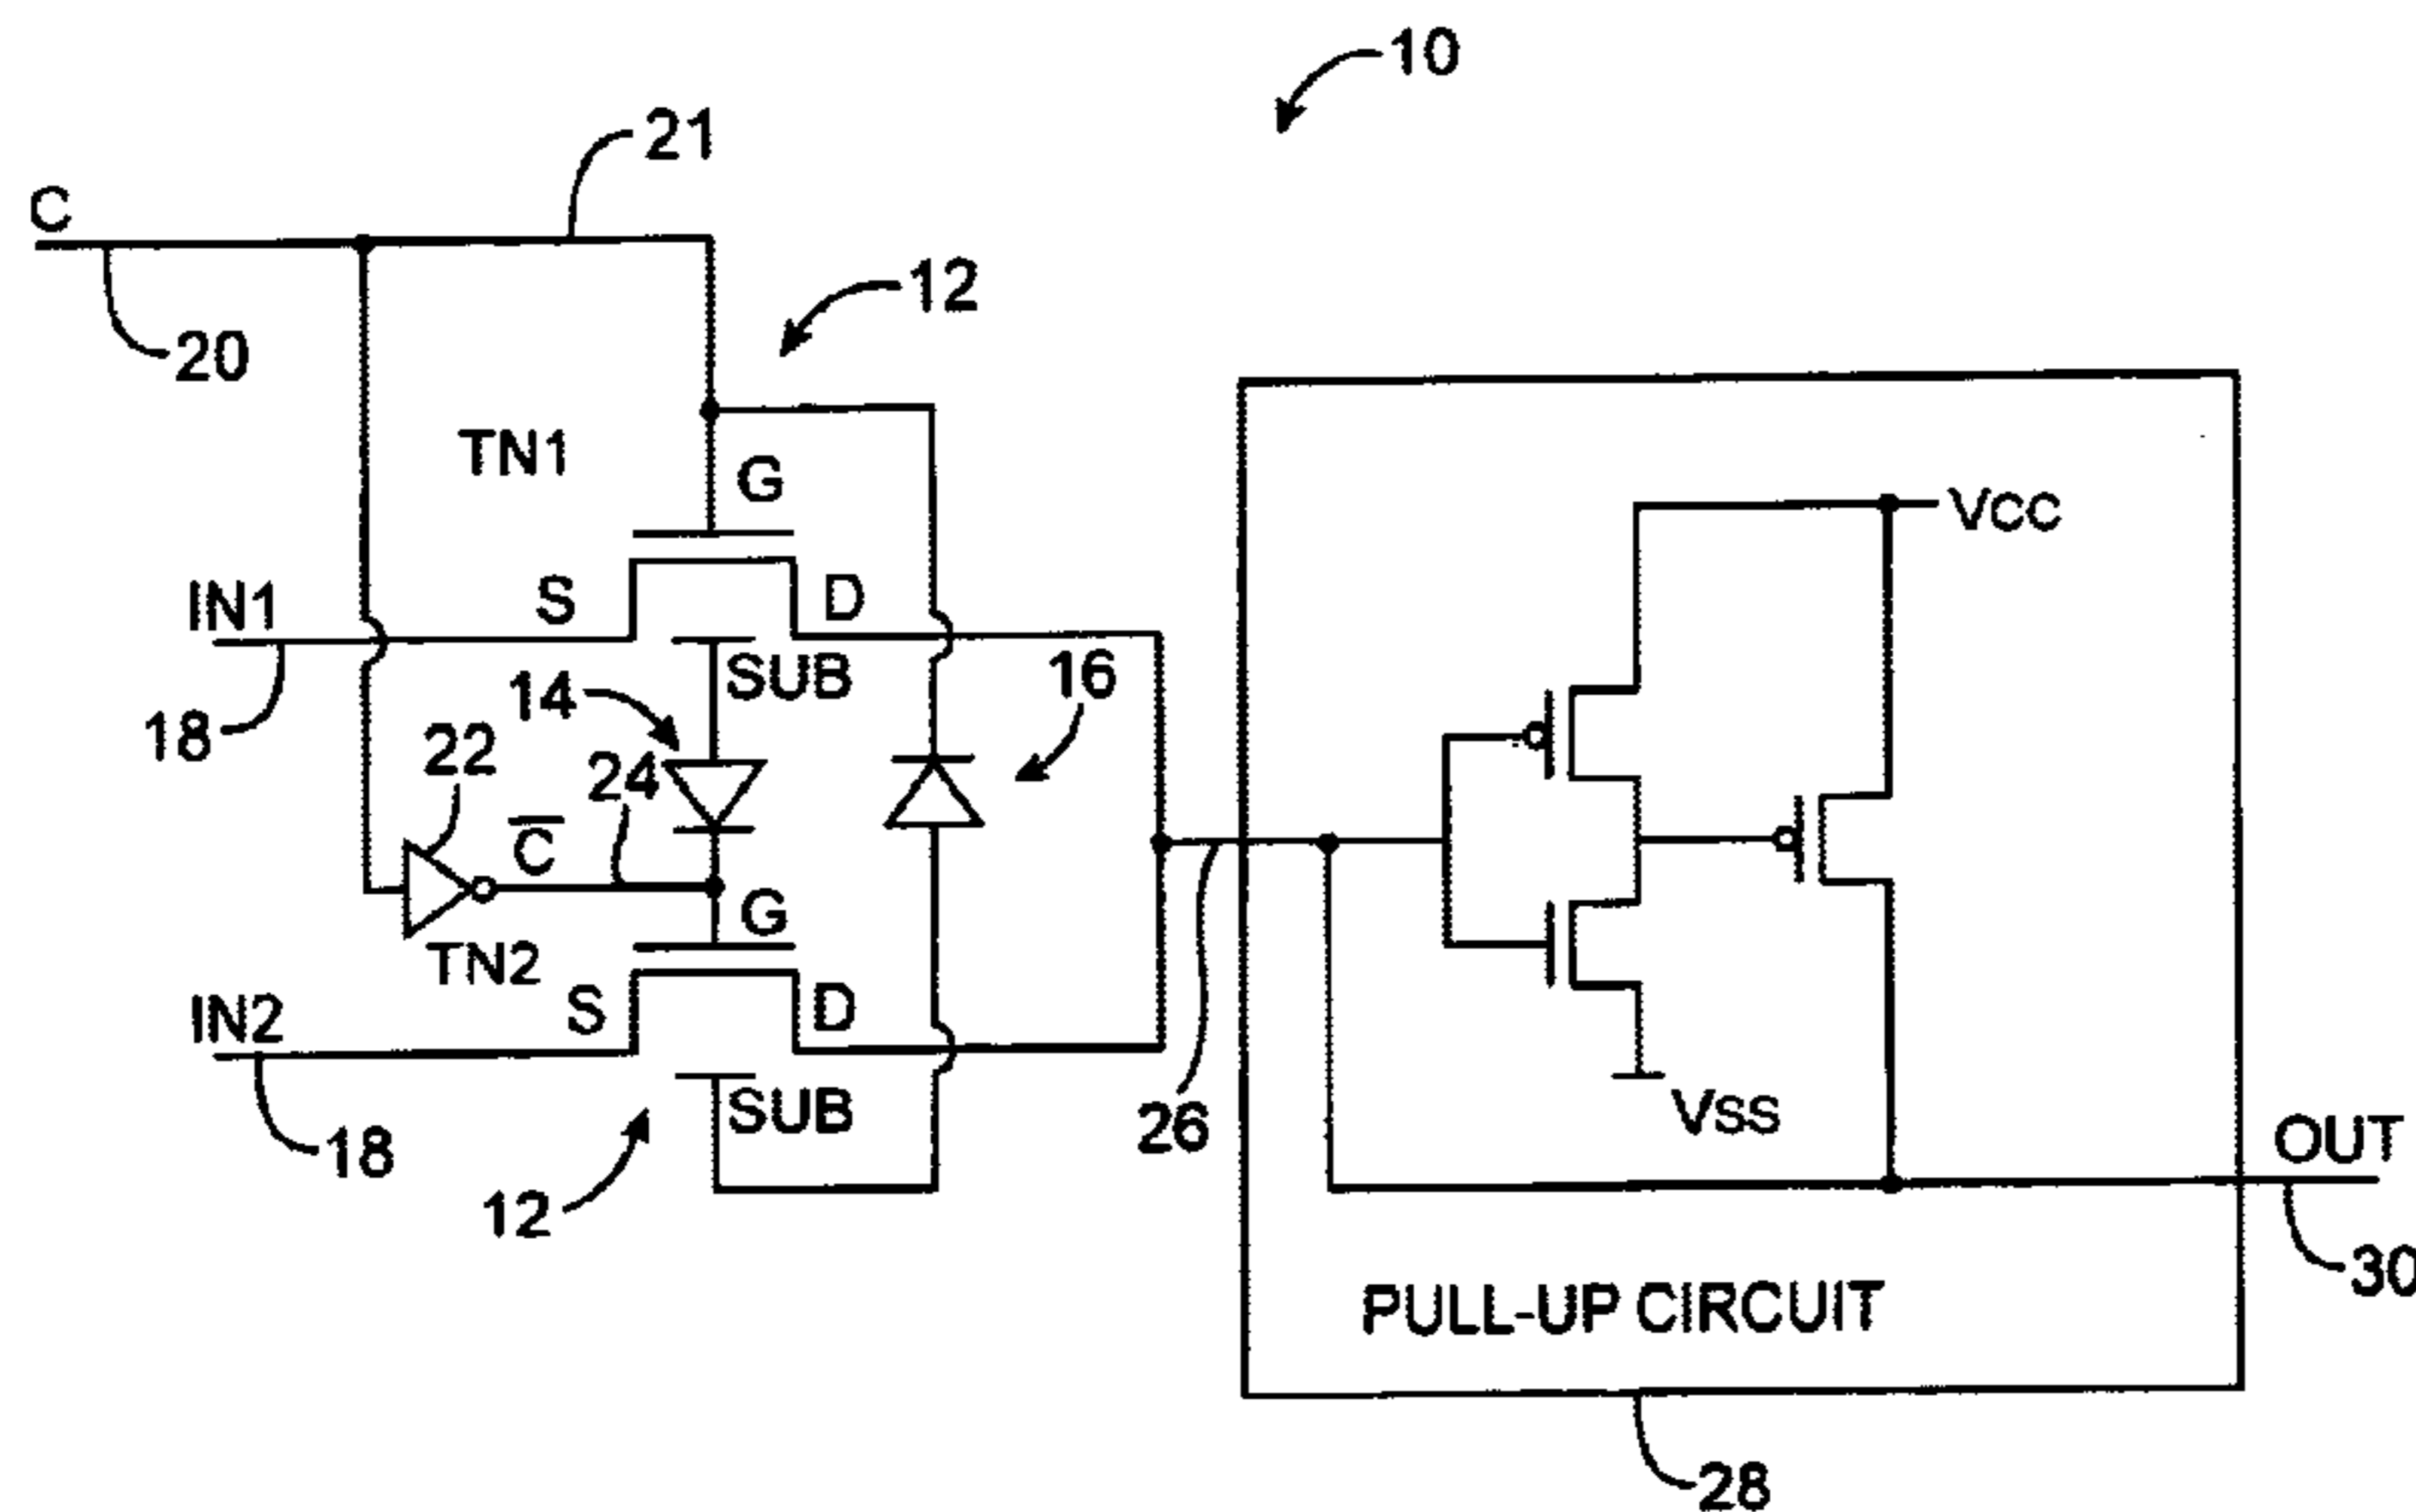 10
21
C
20
12
TN1
G
VCC
IN1
S
D
SUB
16
14
18
22
24
C̅
G
TN2
IN2
S
D
SUB
26
VSS
18
12
OUT
30
PULL-UP CIRCUIT
28